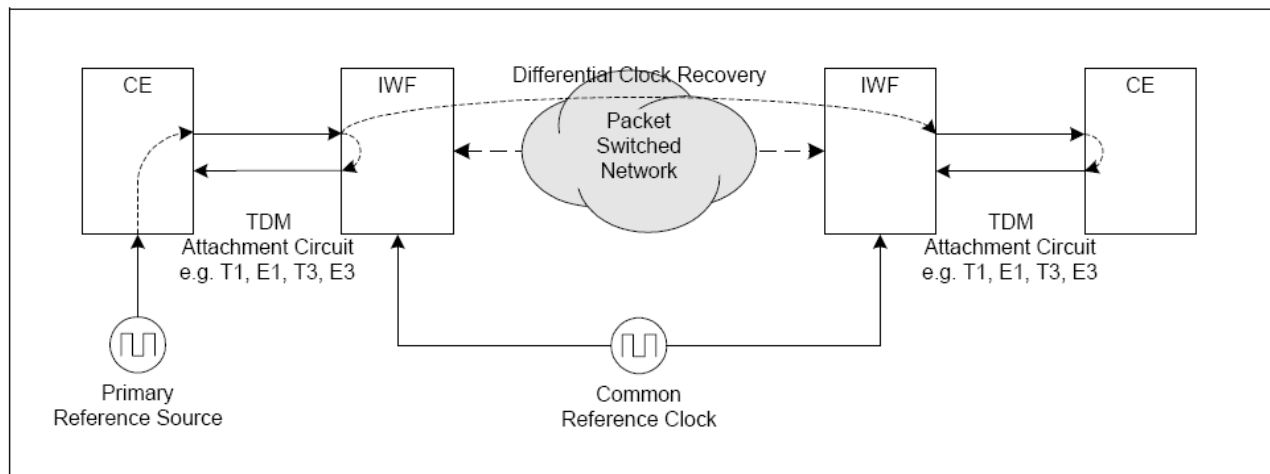 CE
IWF
Differential Clock Recovery
IWF
CE
Packet
Switched
Network
TDM
Attachment Circuit
e.g. T1, E1, T3, E3
TDM
Attachment Circuit
e.g. T1, E1, T3, E3
Primary
Reference Source
Common
Reference Clock